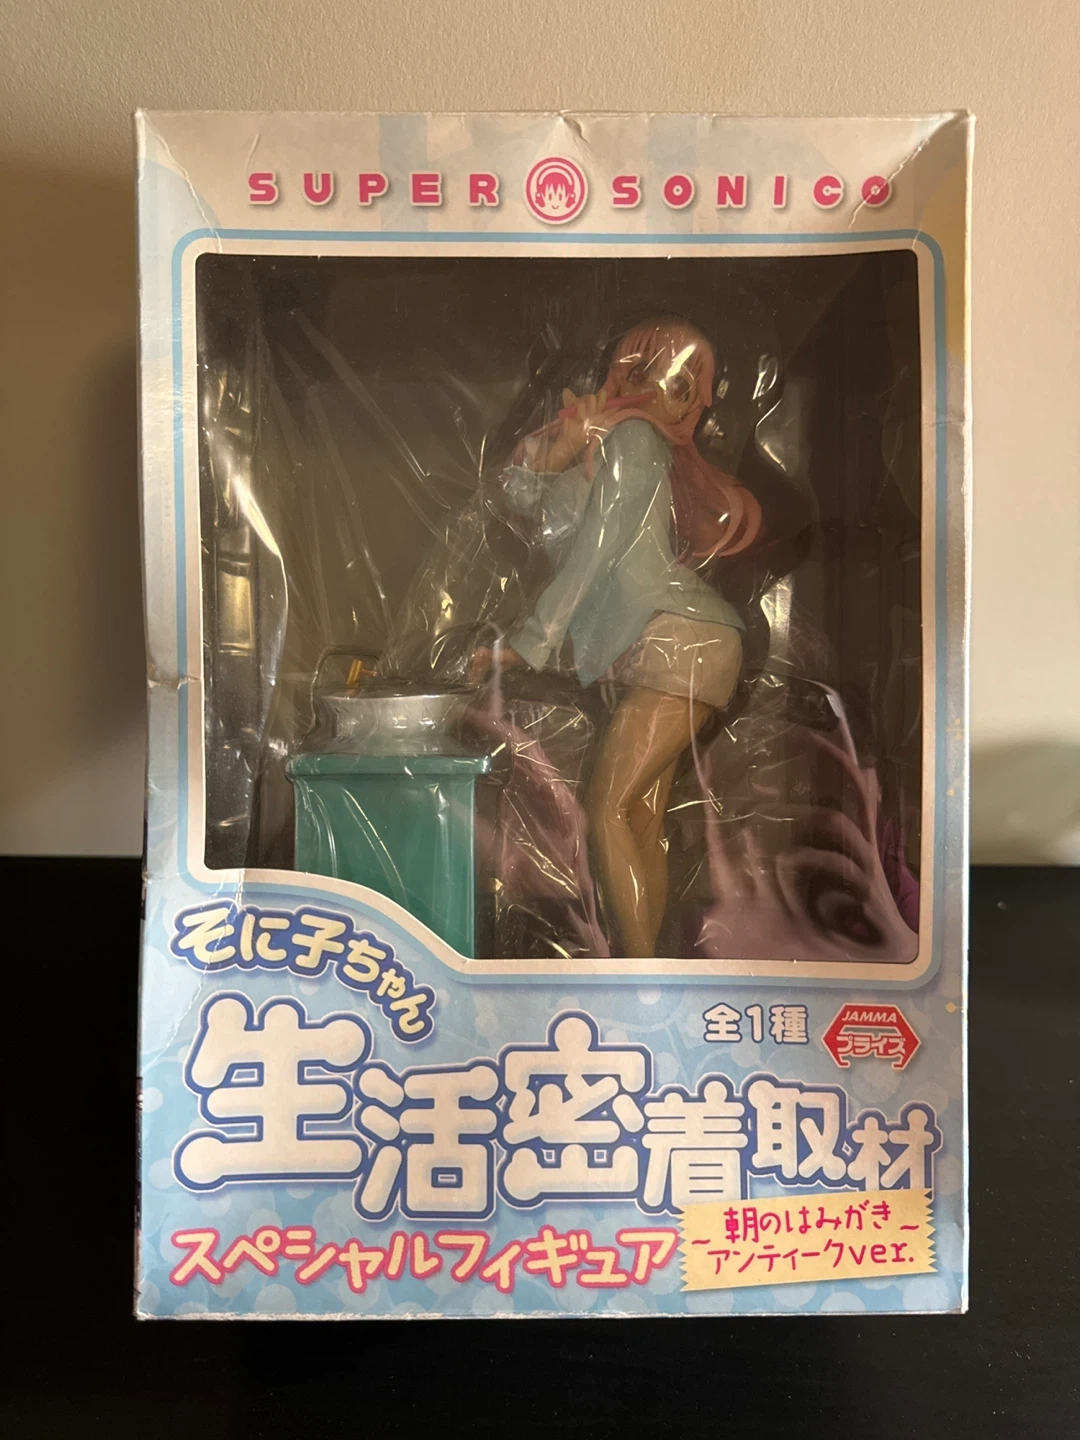 SUPER SONICO
そに子ちゃん
全1種
JAMMA
プライズ
生活密着取材
スペシャルフィギュア
~朝のはみがき~
アンティークver.